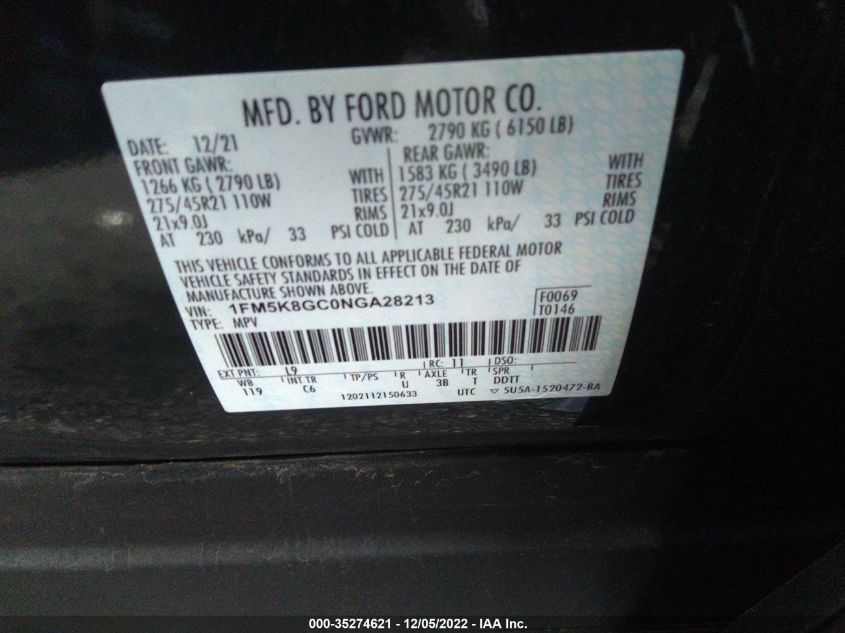 MFD. BY FORD MOTOR CO.
DATE: 12/21 GVWR: 2790 KG ( 6150 LB)
FRONT GAWR: REAR GAWR:
1266 KG ( 2790 LB) WITH 1583 KG ( 3490 LB) WITH
275/45R21 110W TIRES 275/45R21 110W TIRES
21x9.0J RIMS 21x9.0J RIMS
AT 230 kPa/ 33 PSI COLD AT 230 kPa/ 33 PSI COLD
THIS VEHICLE CONFORMS TO ALL APPLICABLE FEDERAL MOTOR
VEHICLE SAFETY STANDARDS IN EFFECT ON THE DATE OF
MANUFACTURE SHOWN ABOVE.
VIN: 1FM5K8GC0NGA28213 F0069
TYPE: MPV T0146
EXT PNT: L9 RC: 11 DSO:
WB INT TR TP/PS R AXLE TR SPR
119 C6 U 3B T DDTT
1202112150633 UTC ▽ 5U5A-1520472-BA
000-35274621 - 12/05/2022 - IAA Inc.